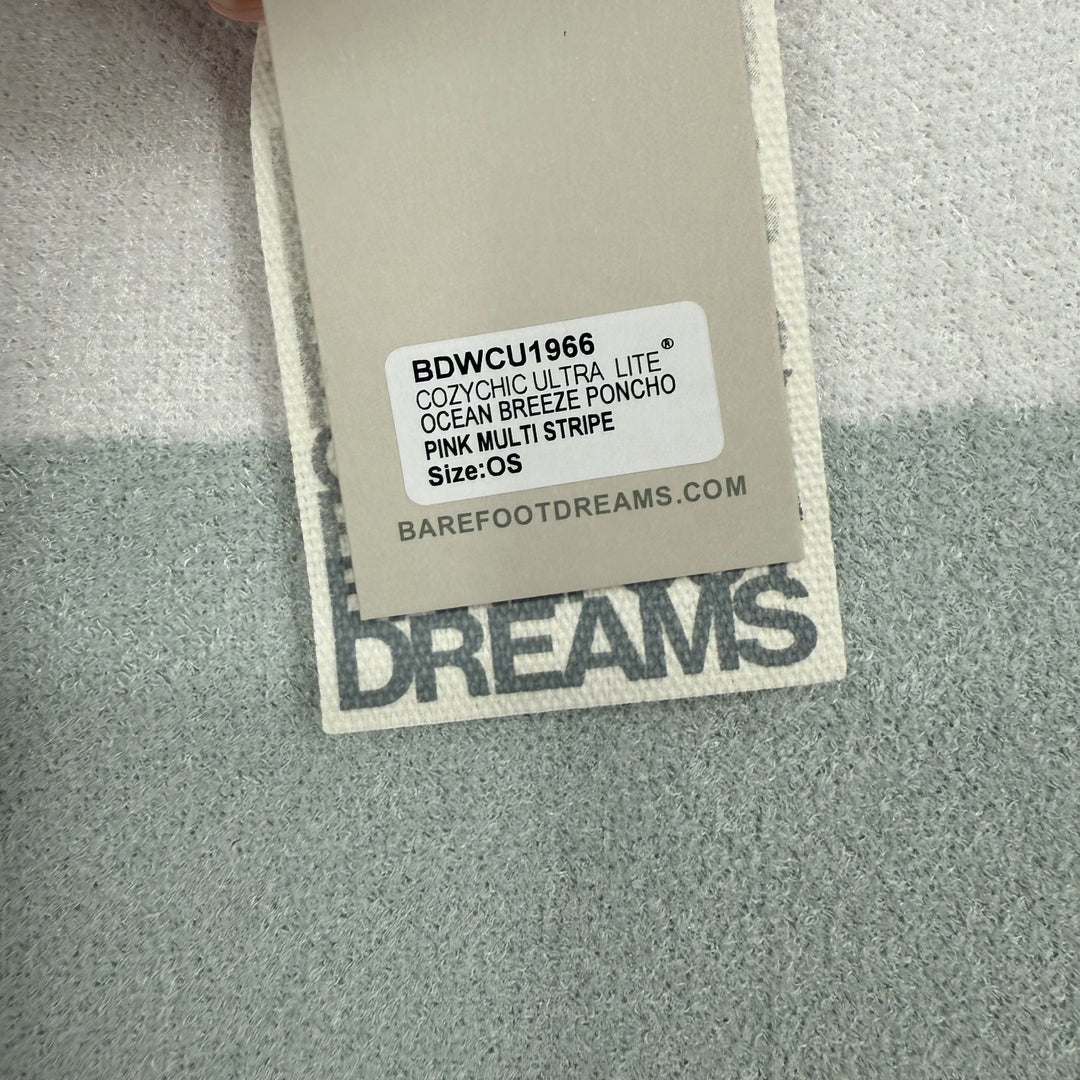 BDWCU1966
COZYCHIC ULTRA LITE®
OCEAN BREEZE PONCHO
PINK MULTI STRIPE
Size:OS
BAREFOOTDREAMS.COM
DREAMS